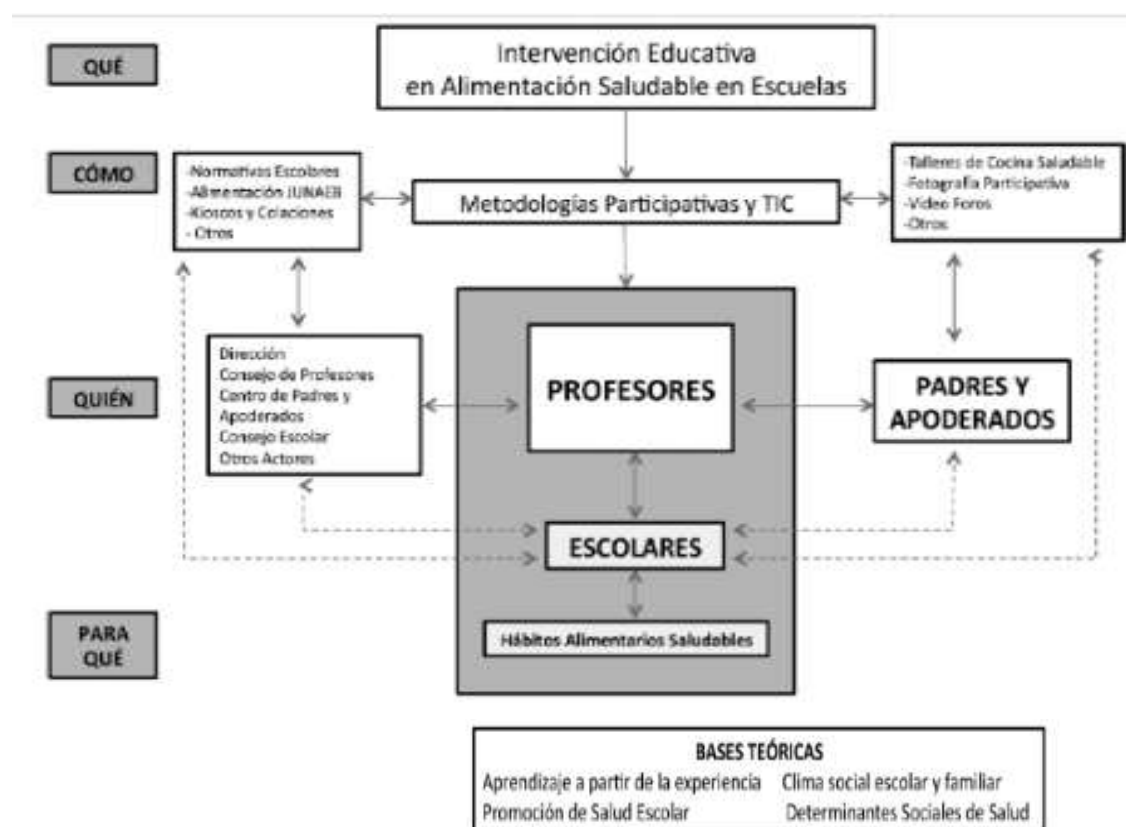 QUÉ
Intervención Educativa
en Alimentación Saludable en Escuelas
CÓMO
-Normativas Escolares
-Alimentación JUNAEB
-Kioscos y Colaciones
- Otros
Metodologías Participativas y TIC
-Talleres de Cocina Saludable
-Fotografía Participativa
-Video Foros
-Otros
QUIÉN
Dirección
Consejo de Profesores
Centro de Padres y
Apoderados
Consejo Escolar
Otros Actores
PROFESORES
PADRES Y
APODERADOS
ESCOLARES
PARA
QUÉ
Hábitos Alimentarios Saludables
BASES TEÓRICAS
Aprendizaje a partir de la experiencia Clima social escolar y familiar
Promoción de Salud Escolar Determinantes Sociales de Salud